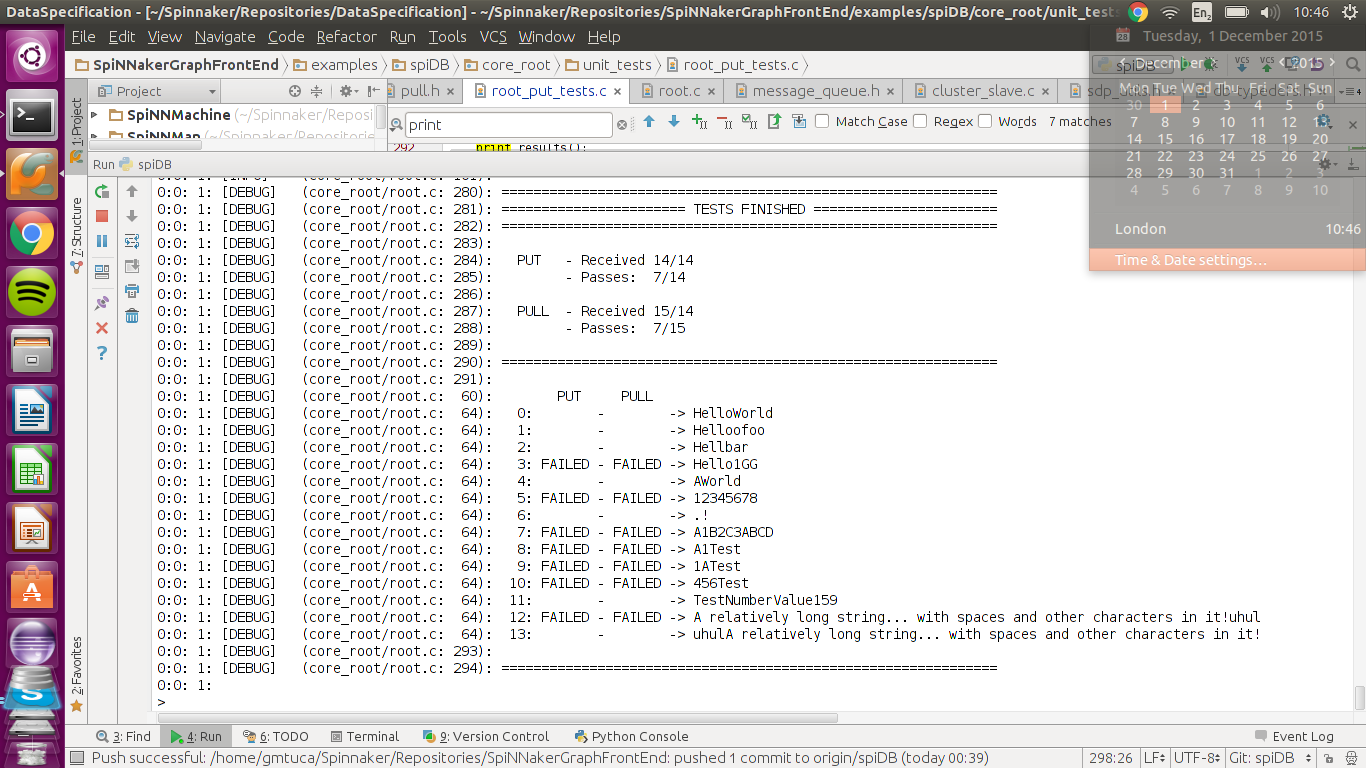 DataSpecification - [~/Spinnaker/Repositories/DataSpecification] - ~/Spinnaker/Repositories/SpiNNakerGraphFrontEnd/examples/spiDB/core_root/unit_tests
En2 10:46
File Edit View Navigate Code Refactor Run Tools VCS Window Help
Tuesday, 1 December 2015
SpiNNakerGraphFrontEnd examples spiDB core_root unit_tests root_put_tests.c
spiDB VCS VCS
December 2015
Project
pull.h root_put_tests.c root.c message_queue.h cluster_slave.c
Mon Tue Wed Thu Fri Sat Sun
30 1 2 3 4 5 6
7 8 9 10 11 12 13
14 15 16 17 18 19 20
21 22 23 24 25 26 27
28 29 30 31 1 2 3
4 5 6 7 8 9 10
London 10:46
Time & Date settings...
1: Project
7: Structure
2: Favorites
SpiNNMachine (~/Spinnaker/Reposi
SpiNNMan (~/Spinnaker/Repositorie
print
Match Case Regex Words 7 matches
292 print results();
Run spiDB
0:0: 1: [INFO] (core_root/root.c: 161):
0:0: 1: [DEBUG] (core_root/root.c: 280): ==============================================================
0:0: 1: [DEBUG] (core_root/root.c: 281): ======================= TESTS FINISHED =======================
0:0: 1: [DEBUG] (core_root/root.c: 282): ==============================================================
0:0: 1: [DEBUG] (core_root/root.c: 283):
0:0: 1: [DEBUG] (core_root/root.c: 284): PUT - Received 14/14
0:0: 1: [DEBUG] (core_root/root.c: 285): - Passes: 7/14
0:0: 1: [DEBUG] (core_root/root.c: 286):
0:0: 1: [DEBUG] (core_root/root.c: 287): PULL - Received 15/14
0:0: 1: [DEBUG] (core_root/root.c: 288): - Passes: 7/15
0:0: 1: [DEBUG] (core_root/root.c: 289):
0:0: 1: [DEBUG] (core_root/root.c: 290): ==============================================================
0:0: 1: [DEBUG] (core_root/root.c: 291):
0:0: 1: [DEBUG] (core_root/root.c: 60): PUT PULL
0:0: 1: [DEBUG] (core_root/root.c: 64): 0: - -> HelloWorld
0:0: 1: [DEBUG] (core_root/root.c: 64): 1: - -> Helloofoo
0:0: 1: [DEBUG] (core_root/root.c: 64): 2: - -> Hellbar
0:0: 1: [DEBUG] (core_root/root.c: 64): 3: FAILED - FAILED -> Hello1GG
0:0: 1: [DEBUG] (core_root/root.c: 64): 4: - -> AWorld
0:0: 1: [DEBUG] (core_root/root.c: 64): 5: FAILED - FAILED -> 12345678
0:0: 1: [DEBUG] (core_root/root.c: 64): 6: - -> .!
0:0: 1: [DEBUG] (core_root/root.c: 64): 7: FAILED - FAILED -> A1B2C3ABCD
0:0: 1: [DEBUG] (core_root/root.c: 64): 8: FAILED - FAILED -> A1Test
0:0: 1: [DEBUG] (core_root/root.c: 64): 9: FAILED - FAILED -> 1ATest
0:0: 1: [DEBUG] (core_root/root.c: 64): 10: FAILED - FAILED -> 456Test
0:0: 1: [DEBUG] (core_root/root.c: 64): 11: - -> TestNumberValue159
0:0: 1: [DEBUG] (core_root/root.c: 64): 12: FAILED - FAILED -> A relatively long string... with spaces and other characters in it!uhul
0:0: 1: [DEBUG] (core_root/root.c: 64): 13: - -> uhulA relatively long string... with spaces and other characters in it!
0:0: 1: [DEBUG] (core_root/root.c: 293):
0:0: 1: [DEBUG] (core_root/root.c: 294): ==============================================================
0:0: 1:
>
3: Find 4: Run 6: TODO Terminal 9: Version Control Python Console Event Log
Push successful: /home/gmtuca/Spinnaker/Repositories/SpiNNakerGraphFrontEnd: pushed 1 commit to origin/spiDB (today 00:39) 298:26 LF UTF-8 Git: spiDB